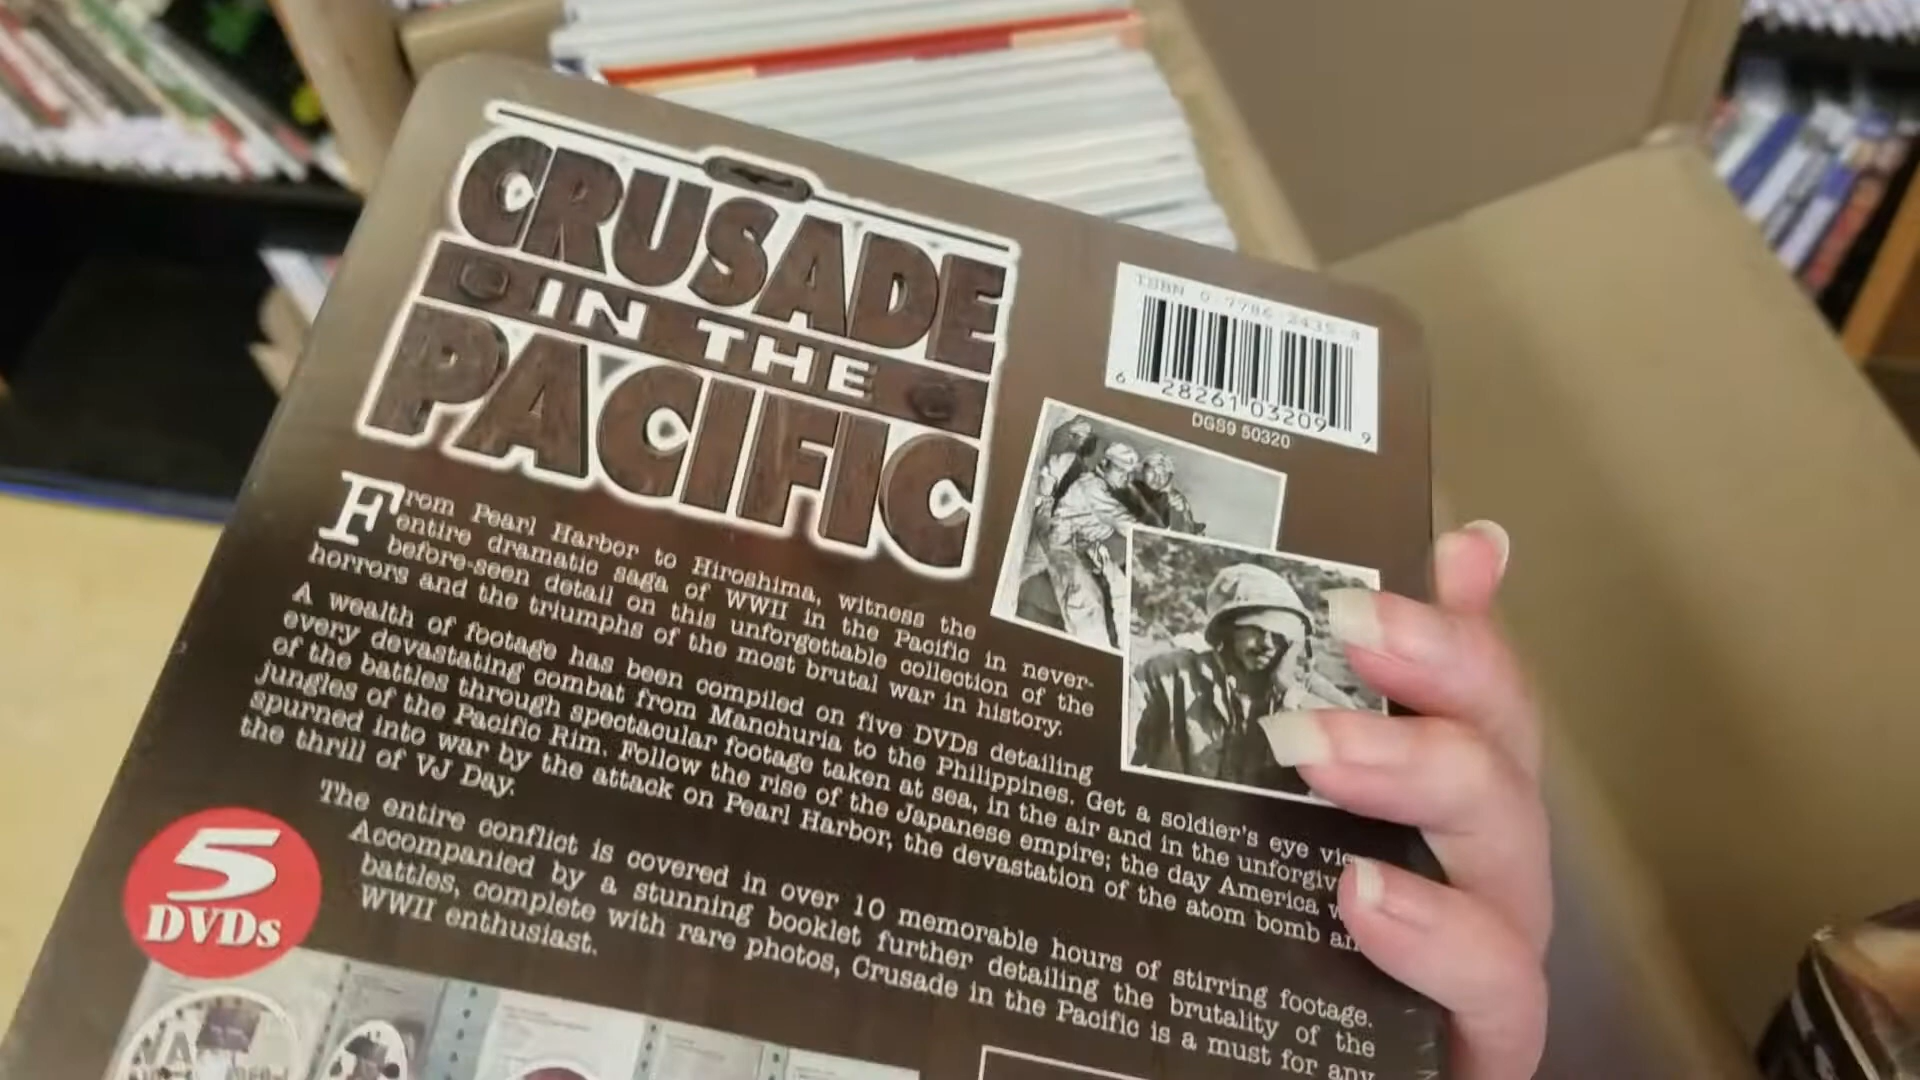 CRUSADE
IN THE
PACIFIC
ISBN 0-7786-2435-8
6 28261 03209 9
DGS9 50320
From Pearl Harbor to Hiroshima, witness the
entire dramatic saga of WWII in the Pacific in never-
before-seen detail on this unforgettable collection of the
horrors and the triumphs of the most brutal war in history.
A wealth of footage has been compiled on five DVDs detailing
every devastating combat from Manchuria to the Philippines. Get a soldier's eye
of the battles through spectacular footage taken at sea, in the air and in the
jungles of the Pacific Rim. Follow the rise of the Japanese empire; the day America
spurned into war by the attack on Pearl Harbor, the devastation of the atom bomb
the thrill of VJ Day.
The entire conflict is covered in over 10 memorable hours of stirring footage.
Accompanied by a stunning booklet further detailing the brutality of the
battles, complete with rare photos, Crusade in the Pacific is a must for any
WWII enthusiast.
5
DVDs